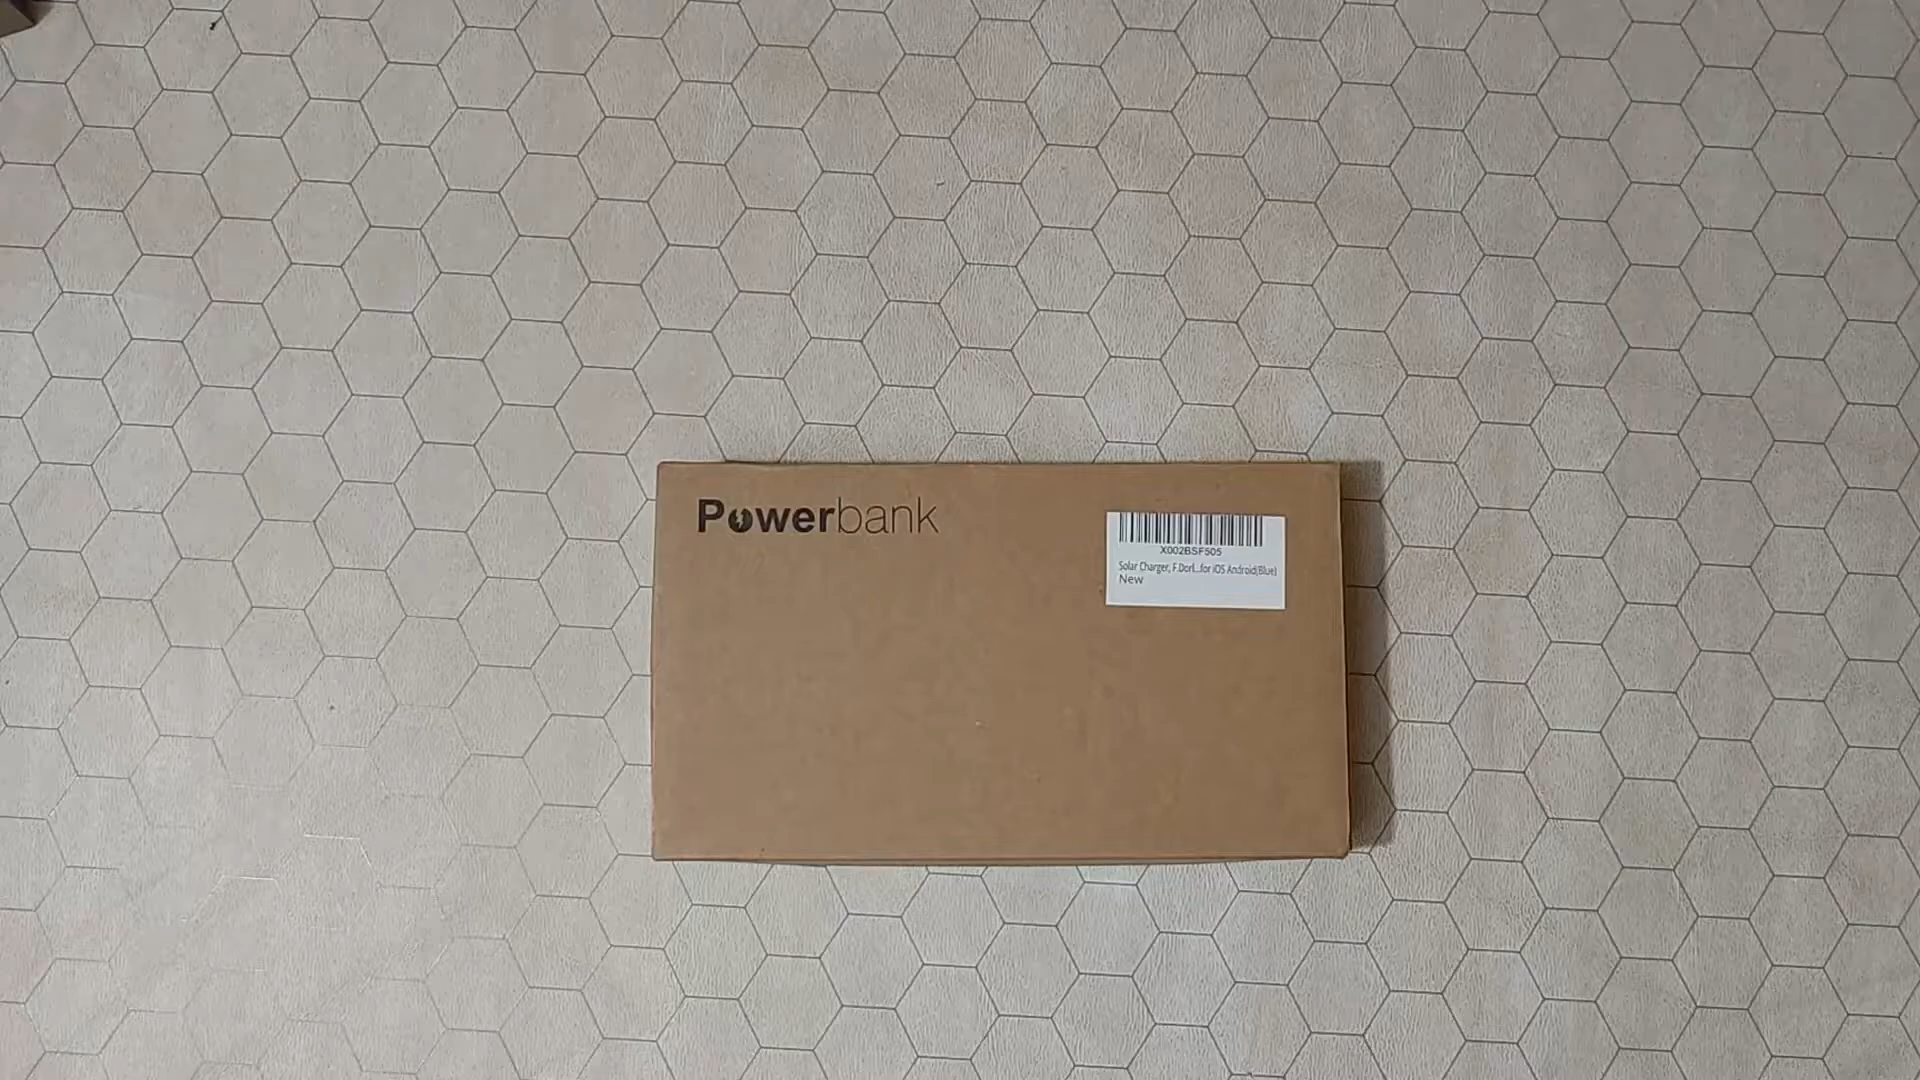 Powerbank
X002BSF505
Solar Charger, F.Dorl...for iOS Android(Blue)
New